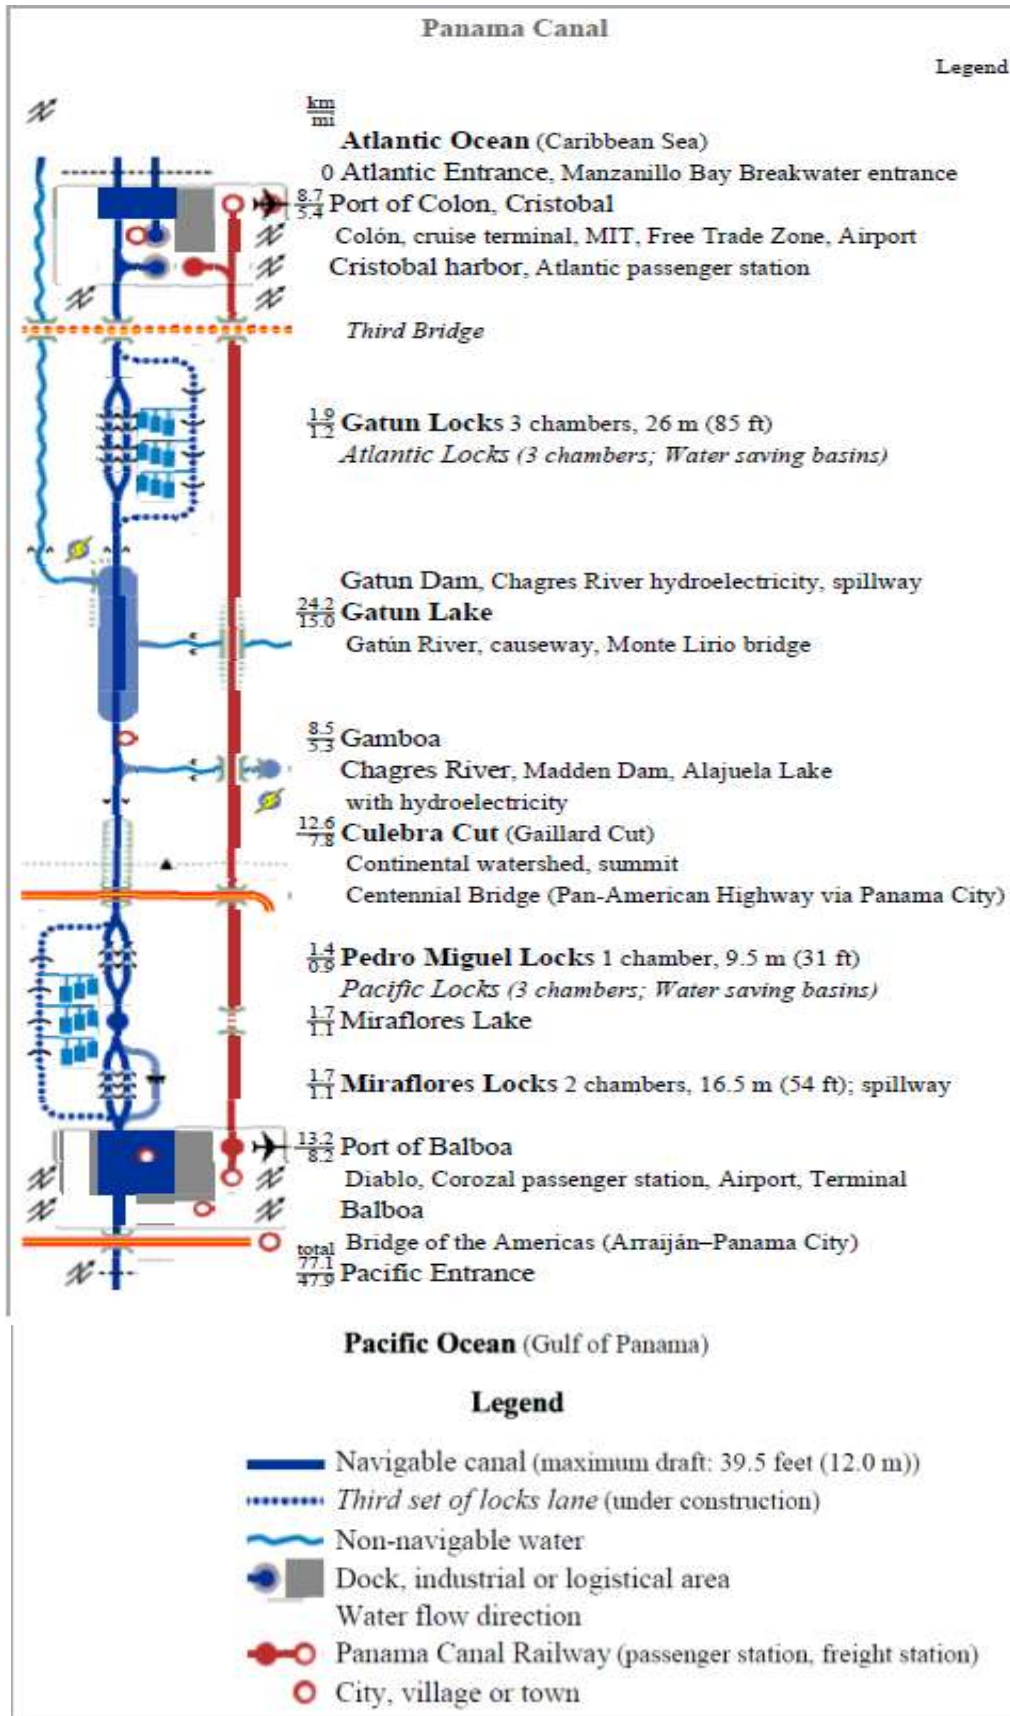 Panama Canal
Legend
km
mi
Atlantic Ocean (Caribbean Sea)
0 Atlantic Entrance, Manzanillo Bay Breakwater entrance
8.7
5.4
Port of Colon, Cristobal
Colón, cruise terminal, MIT, Free Trade Zone, Airport
Cristobal harbor, Atlantic passenger station
Third Bridge
1.9
1.2
Gatun Locks 3 chambers, 26 m (85 ft)
Atlantic Locks (3 chambers; Water saving basins)
Gatun Dam, Chagres River hydroelectricity, spillway
24.2
15.0
Gatun Lake
Gatún River, causeway, Monte Lirio bridge
8.5
5.3
Gamboa
Chagres River, Madden Dam, Alajuela Lake
with hydroelectricity
12.6
7.8
Culebra Cut (Gaillard Cut)
Continental watershed, summit
Centennial Bridge (Pan-American Highway via Panama City)
1.4
0.9
Pedro Miguel Locks 1 chamber, 9.5 m (31 ft)
Pacific Locks (3 chambers; Water saving basins)
1.7
1.1
Miraflores Lake
1.7
1.1
Miraflores Locks 2 chambers, 16.5 m (54 ft); spillway
13.2
8.2
Port of Balboa
Diablo, Corozal passenger station, Airport, Terminal
Balboa
Bridge of the Americas (Arraiján–Panama City)
total
77.1
47.9
Pacific Entrance
Pacific Ocean (Gulf of Panama)
Legend
Navigable canal (maximum draft: 39.5 feet (12.0 m))
Third set of locks lane (under construction)
Non-navigable water
Dock, industrial or logistical area
Water flow direction
Panama Canal Railway (passenger station, freight station)
City, village or town